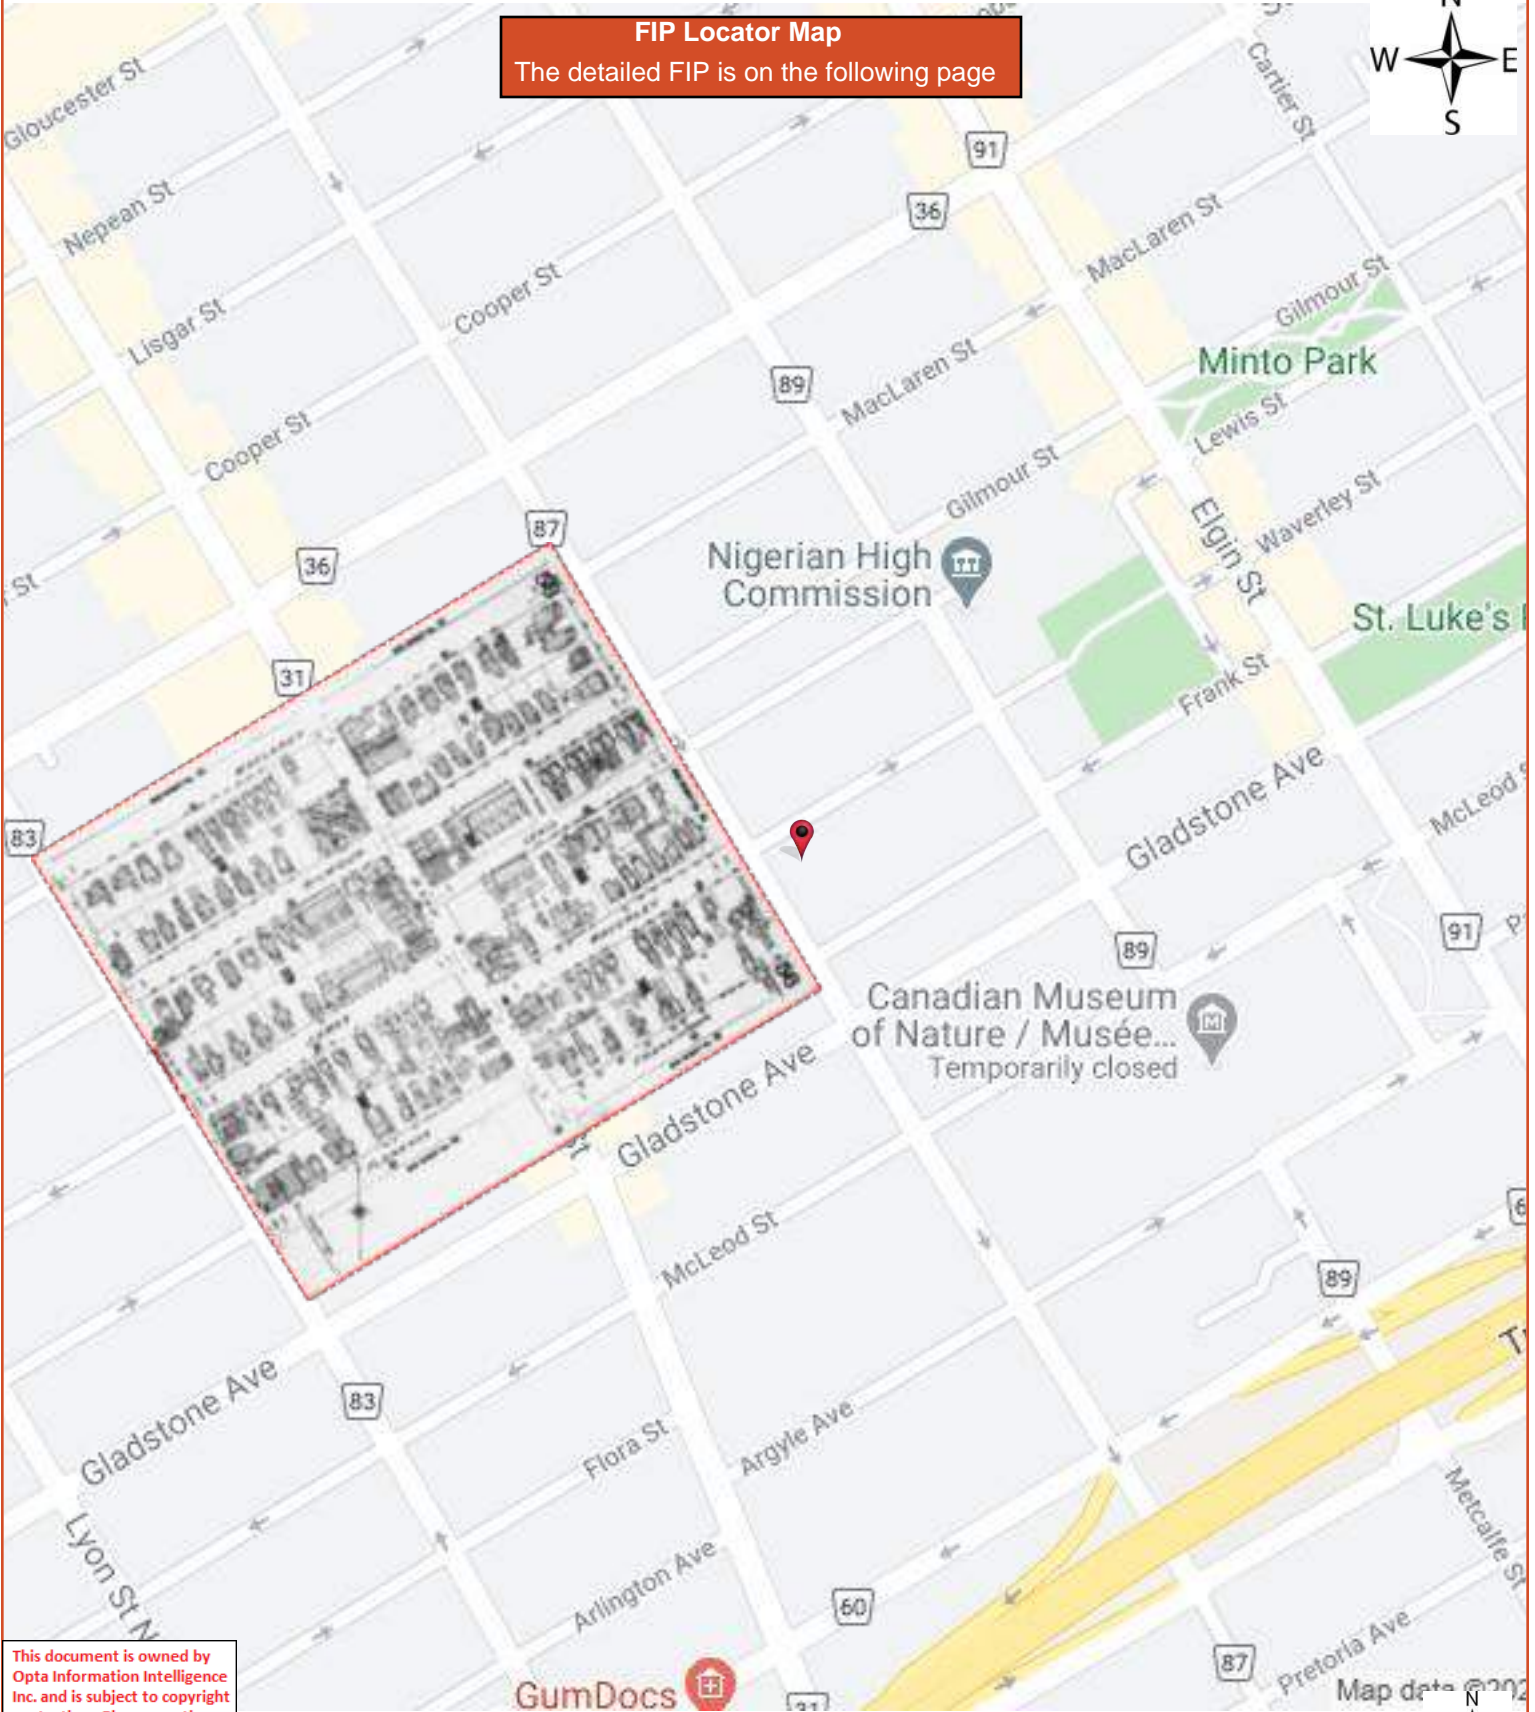 FIP Locator Map
The detailed FIP is on the following page
N
W
E
S
Gloucester St
Cartier St
91
Nepean St
36
MacLaren St
Lisgar St
Cooper St
Gilmour St
Minto Park
89
MacLaren St
Lewis St
Cooper St
Gilmour St
Waverley St
Elgin St
87
36
St
Nigerian High
Commission
St. Luke's
31
Frank St
Gladstone Ave
McLeod
83
91
89
Canadian Museum
of Nature / Musée...
Temporarily closed
Gladstone Ave
St
McLeod St
89
Gladstone Ave
83
Flora St
Argyle Ave
Lyon St N
Metcalfe St
Arlington Ave
60
87
Pretoria Ave
This document is owned by
Opta Information Intelligence
Inc. and is subject to copyright
GumDocs
31
Map data ©202
N